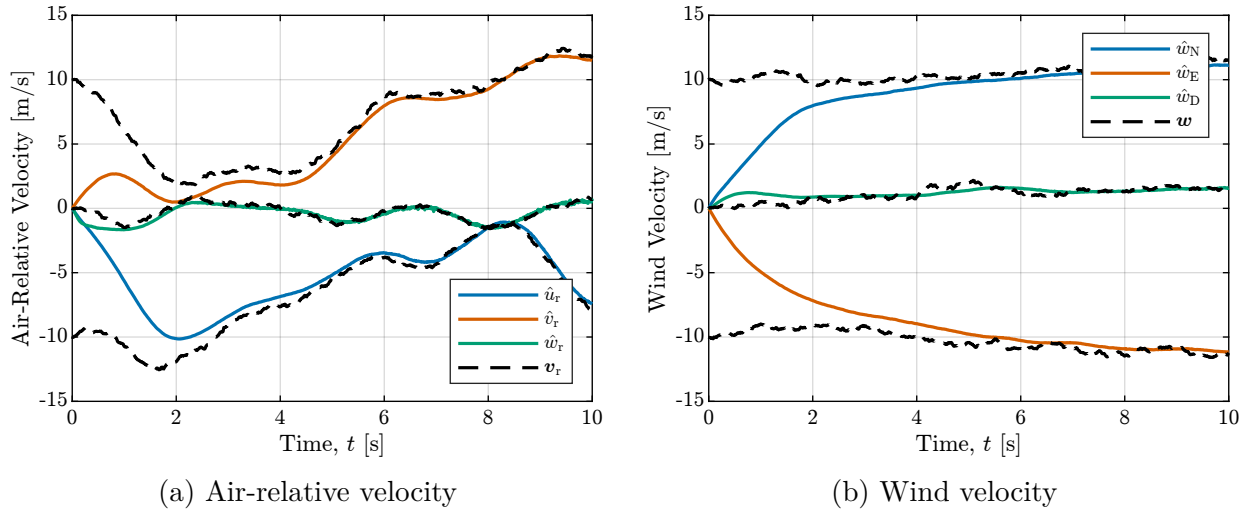 15
10
5
0
-5
-10
-15
Air-Relative Velocity [m/s]
0 2 4 6 8 10
Time, t [s]
û_r
v̂_r
ŵ_r
v_r
(a) Air-relative velocity
15
10
5
0
-5
-10
-15
Wind Velocity [m/s]
0 2 4 6 8 10
Time, t [s]
ŵ_N
ŵ_E
ŵ_D
w
(b) Wind velocity